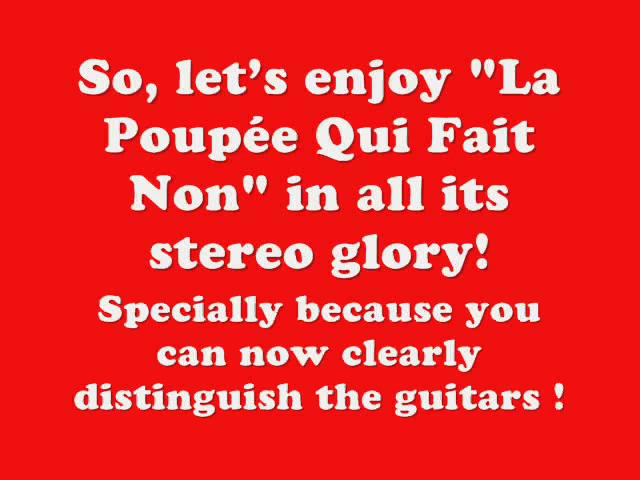 So, let’s enjoy "La
Poupée Qui Fait
Non" in all its
stereo glory!
Specially because you
can now clearly
distinguish the guitars !